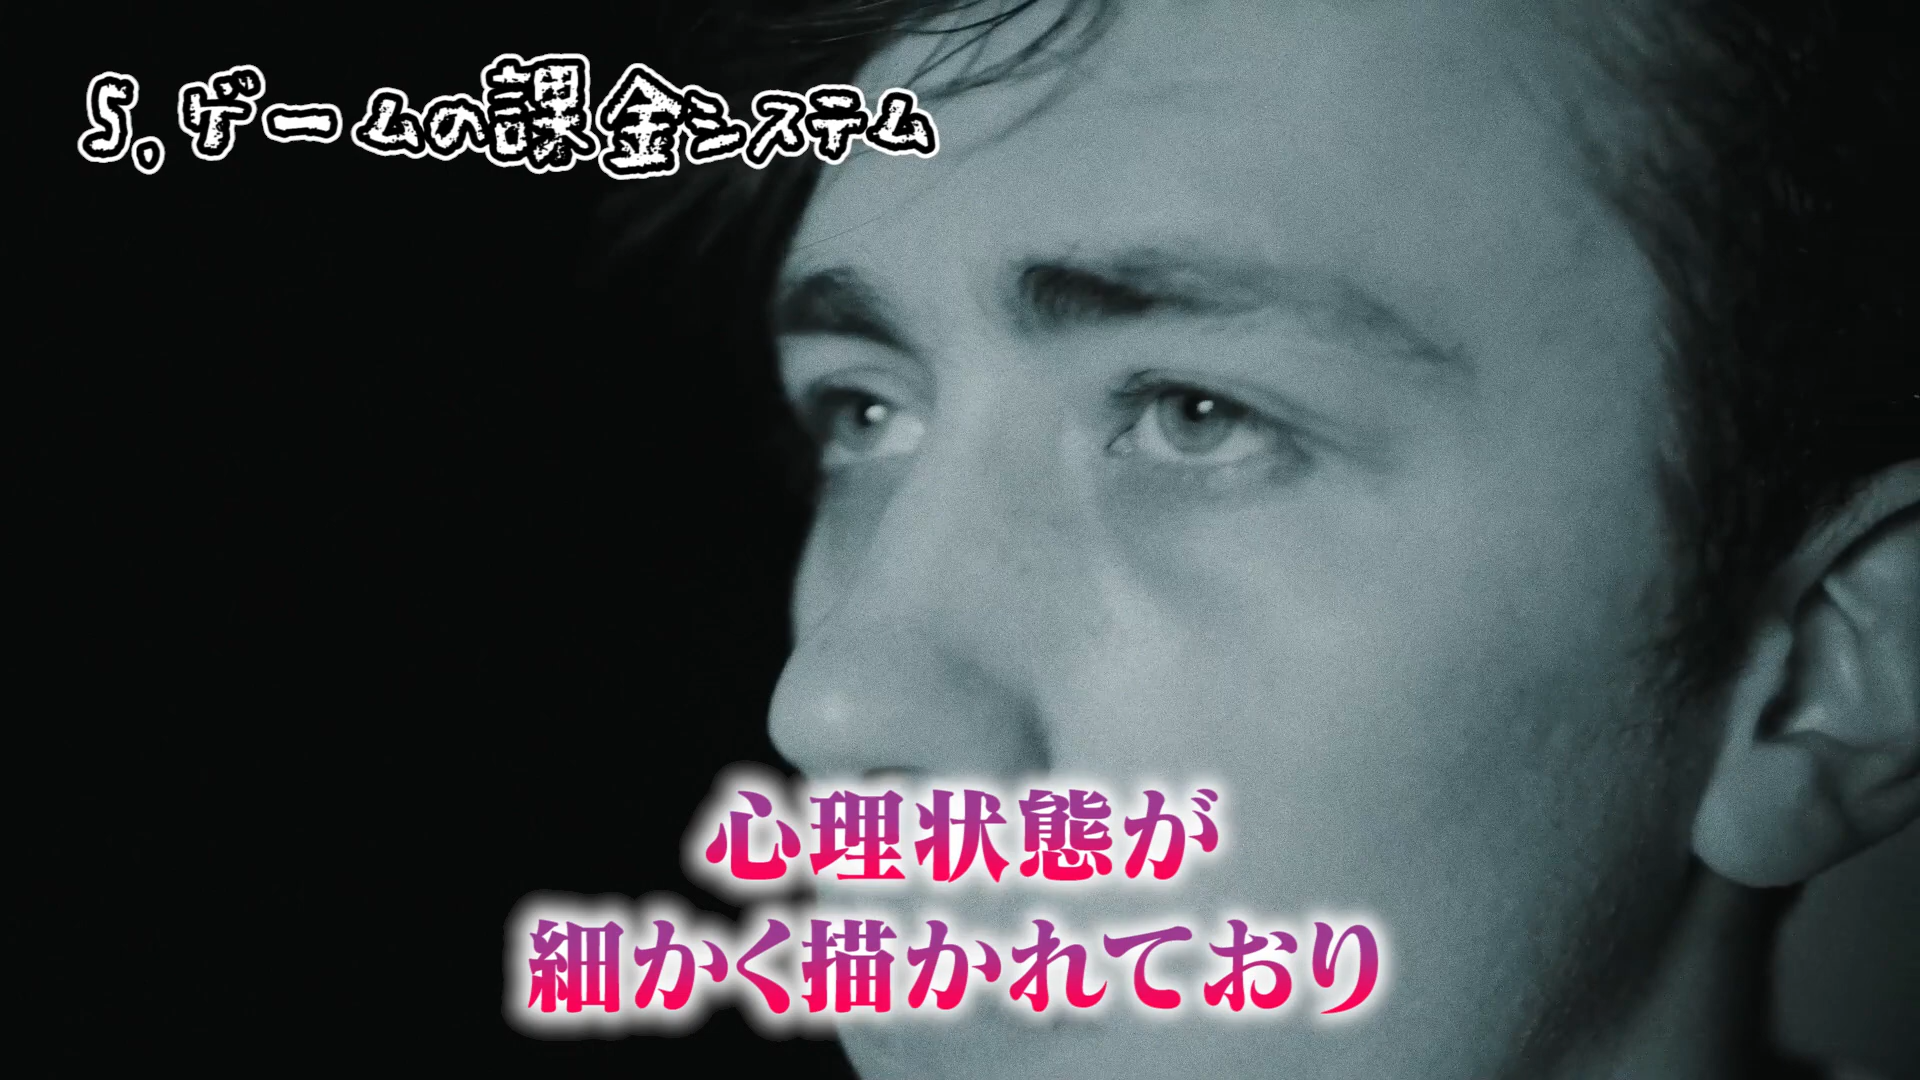 5.ゲームの課金システム
心理状態が
細かく描かれており